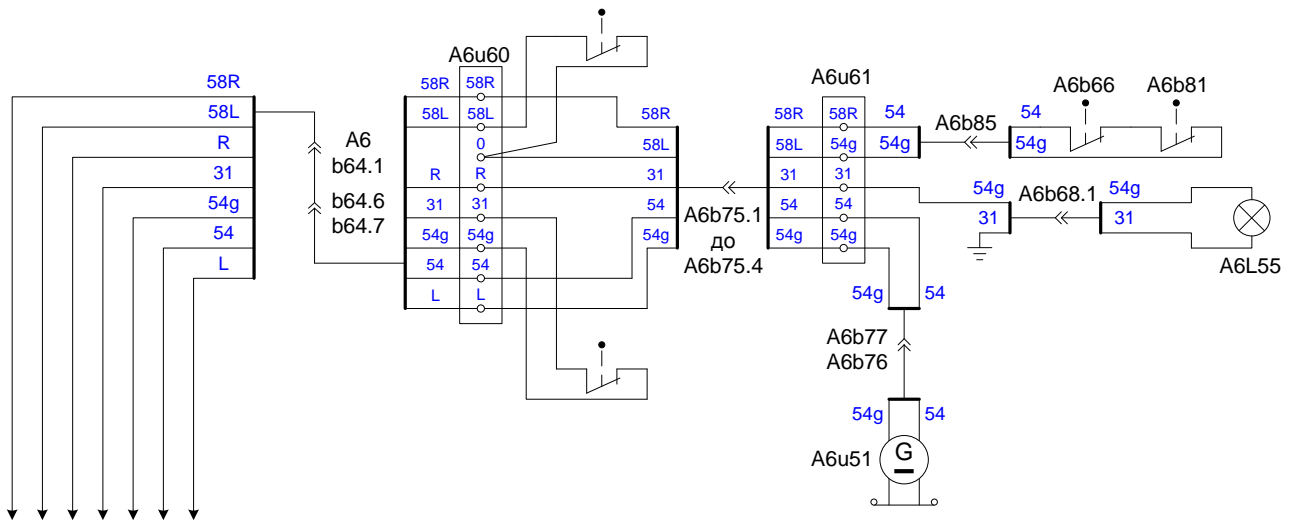 58R
58L
R
31
54g
54
L
A6
b64.1
b64.6
b64.7
A6u60
58R 58R
58L 58L
0
R R
31 31
54g 54g
54 54
L L
58R
58L
31
54
54g
A6b75.1
до
A6b75.4
A6u61
58R 58R
58L 54g
31 31
54 54
54g 54g
54
54g
A6b85
54
54g
A6b66
A6b81
54g
31
A6b68.1
54g
31
A6L55
54g 54
A6b77
A6b76
54g 54
A6u51
G